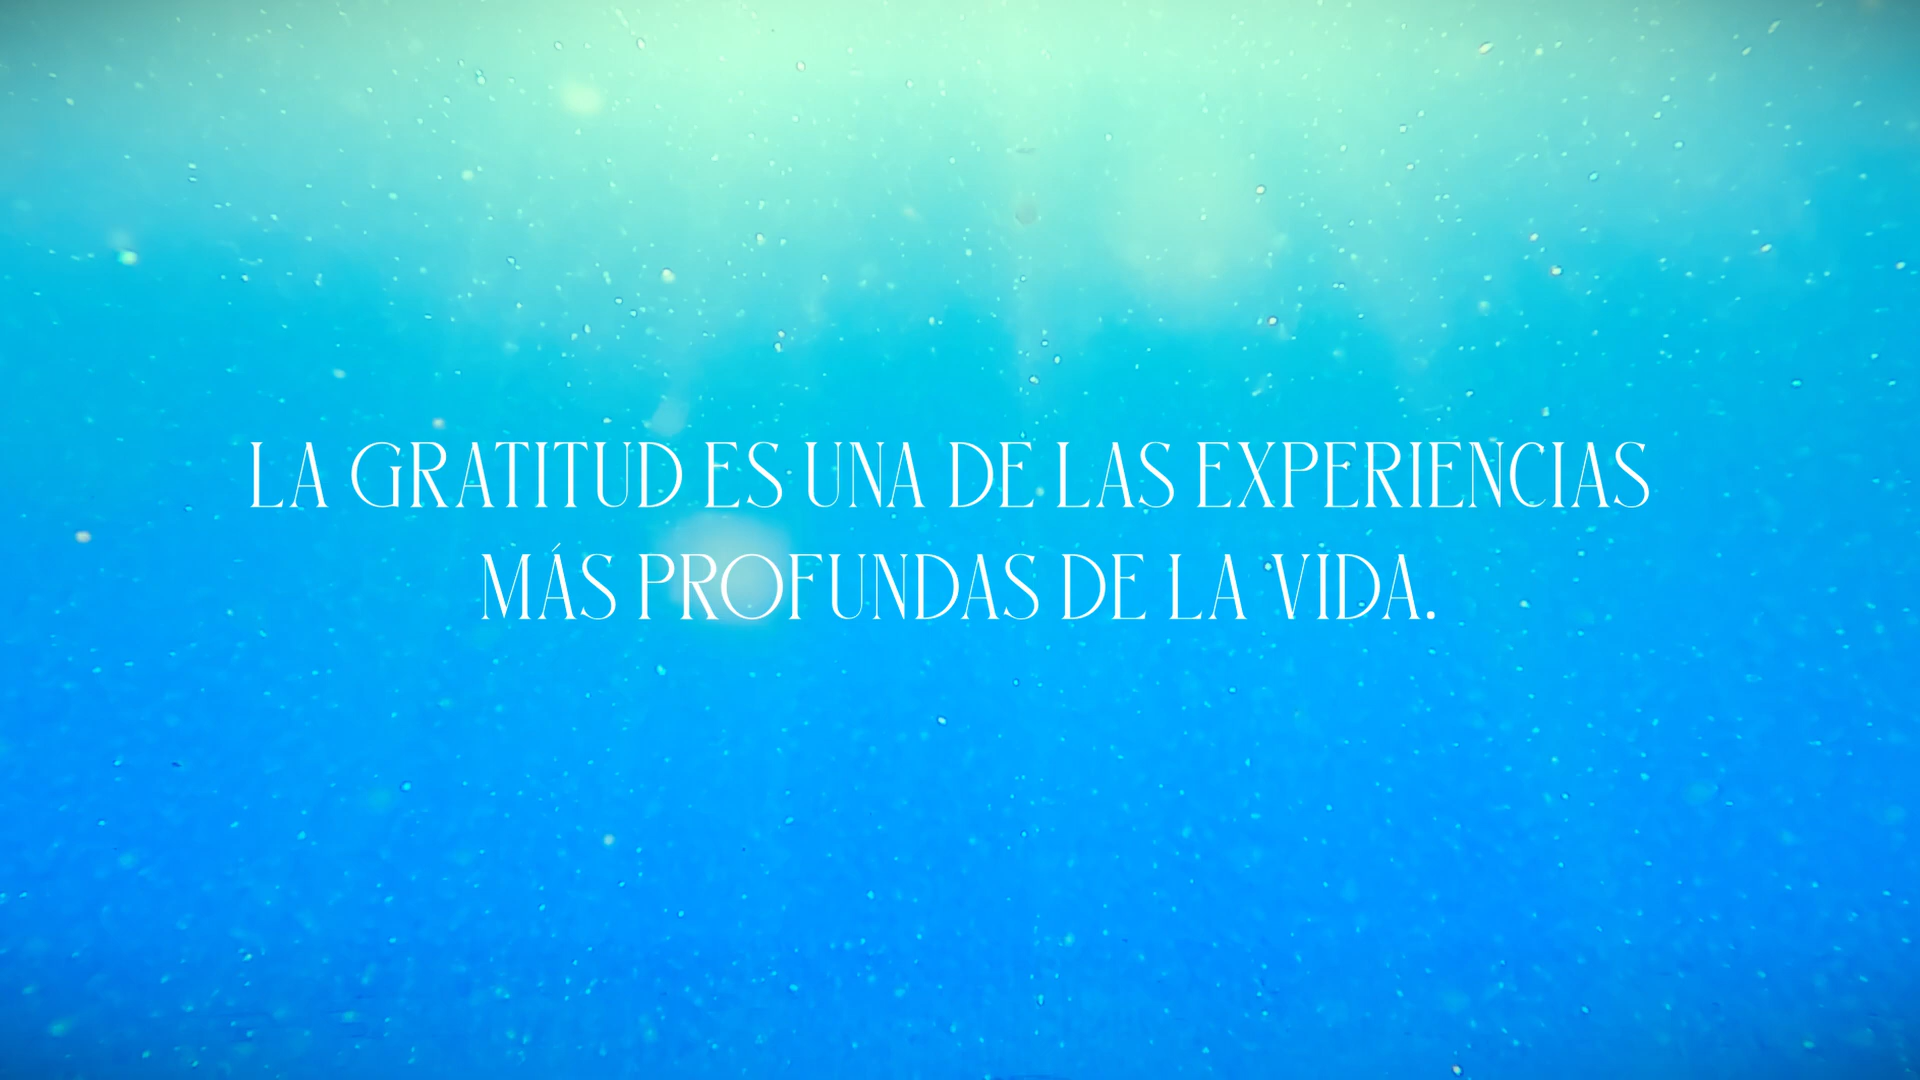 LA GRATITUD ES UNA DE LAS EXPERIENCIAS
MÁS PROFUNDAS DE LA VIDA.